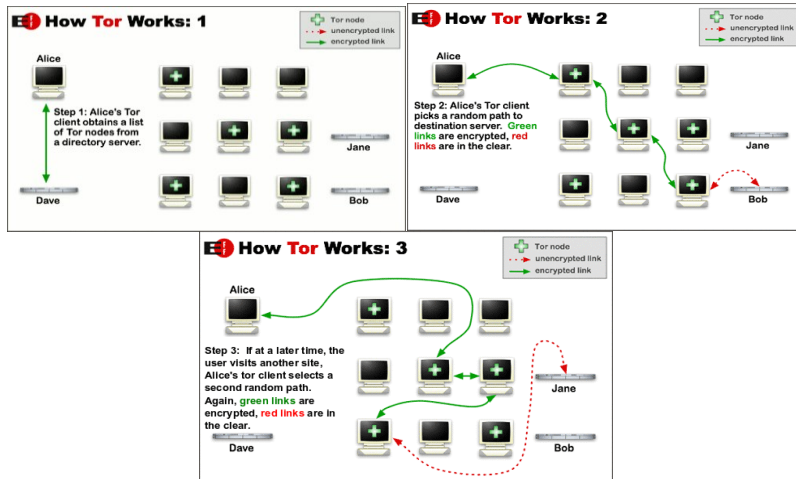 How Tor Works: 1
Tor node
unencrypted link
encrypted link
Alice
Step 1: Alice's Tor
client obtains a list
of Tor nodes from
a directory server.
Jane
Dave
Bob
How Tor Works: 2
Tor node
unencrypted link
encrypted link
Alice
Step 2: Alice's Tor client
picks a random path to
destination server. Green
links are encrypted, red
links are in the clear.
Jane
Dave
Bob
How Tor Works: 3
Tor node
unencrypted link
encrypted link
Alice
Step 3: If at a later time, the
user visits another site,
Alice's tor client selects a
second random path.
Again, green links are
encrypted, red links are in
the clear.
Jane
Dave
Bob